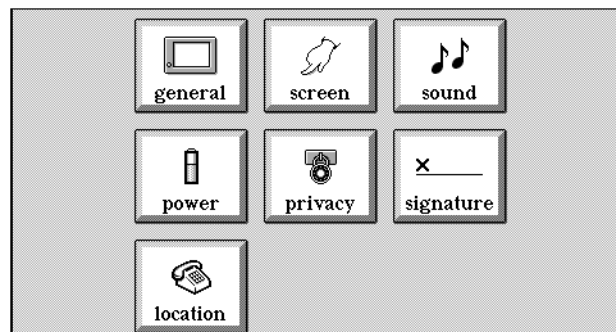 general
screen
sound
power
privacy
signature
location